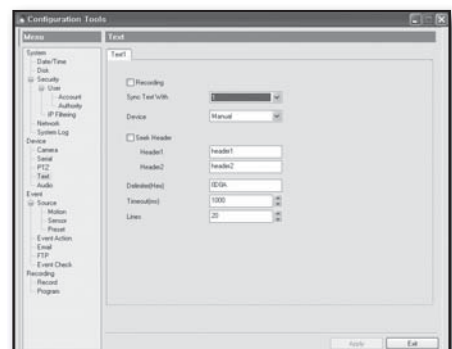 Configuration Tools
Menu
Text
System
Date/Time
Disk
Security
User
Account
Authority
IP Filtering
Network
System Log
Device
Camera
Serial
PTZ
Text
Audio
Event
Source
Motion
Sensor
Preset
Event Action
Email
FTP
Event Check
Recording
Record
Program
Text1
Recording
Sync Text With 1
Device Manual
Seek Header
Header1 header1
Header2 header2
Delimiter(Hex) 0D0A
Timeout(ms) 1000
Lines 20
Apply Exit